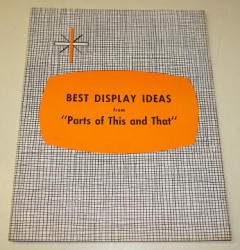 BEST DISPLAY IDEAS
from
"Parts of This and That"